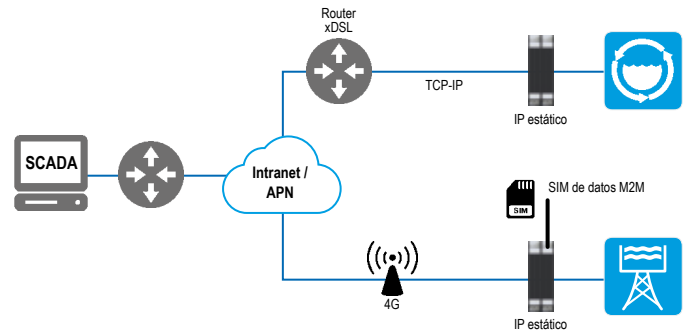 Router
xDSL
TCP-IP
IP estático
SCADA
Intranet /
APN
SIM de datos M2M
SIM
4G
IP estático